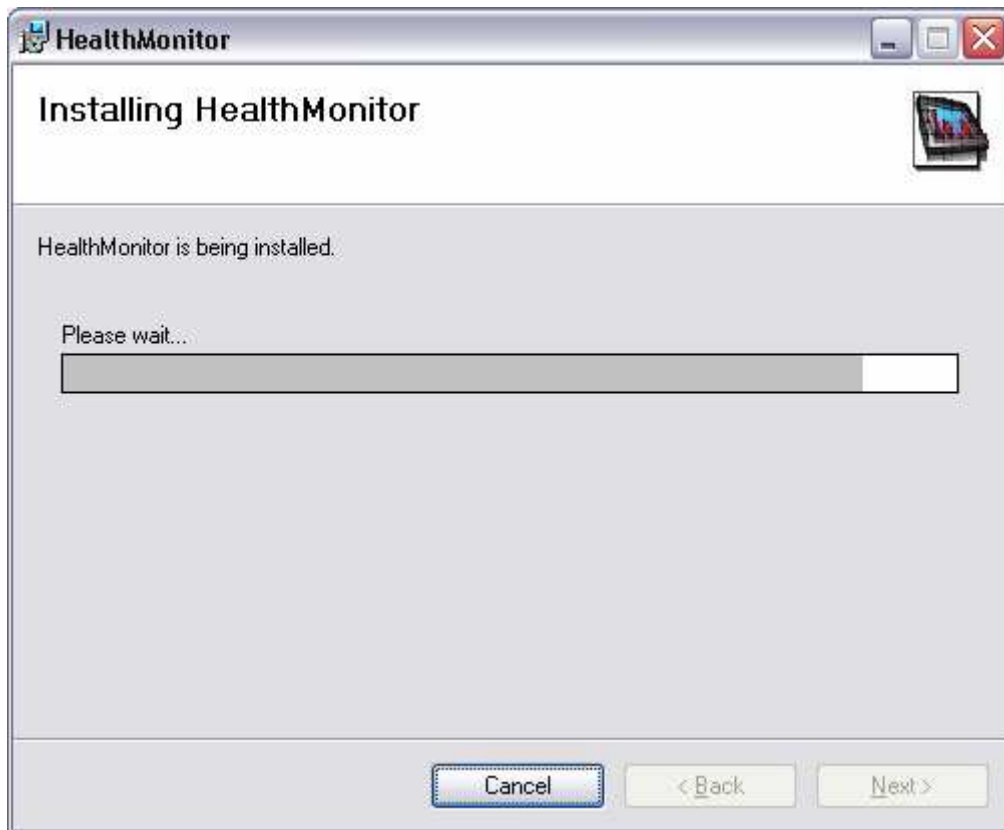 HealthMonitor
Installing HealthMonitor
HealthMonitor is being installed.
Please wait...
Cancel
< Back
Next >